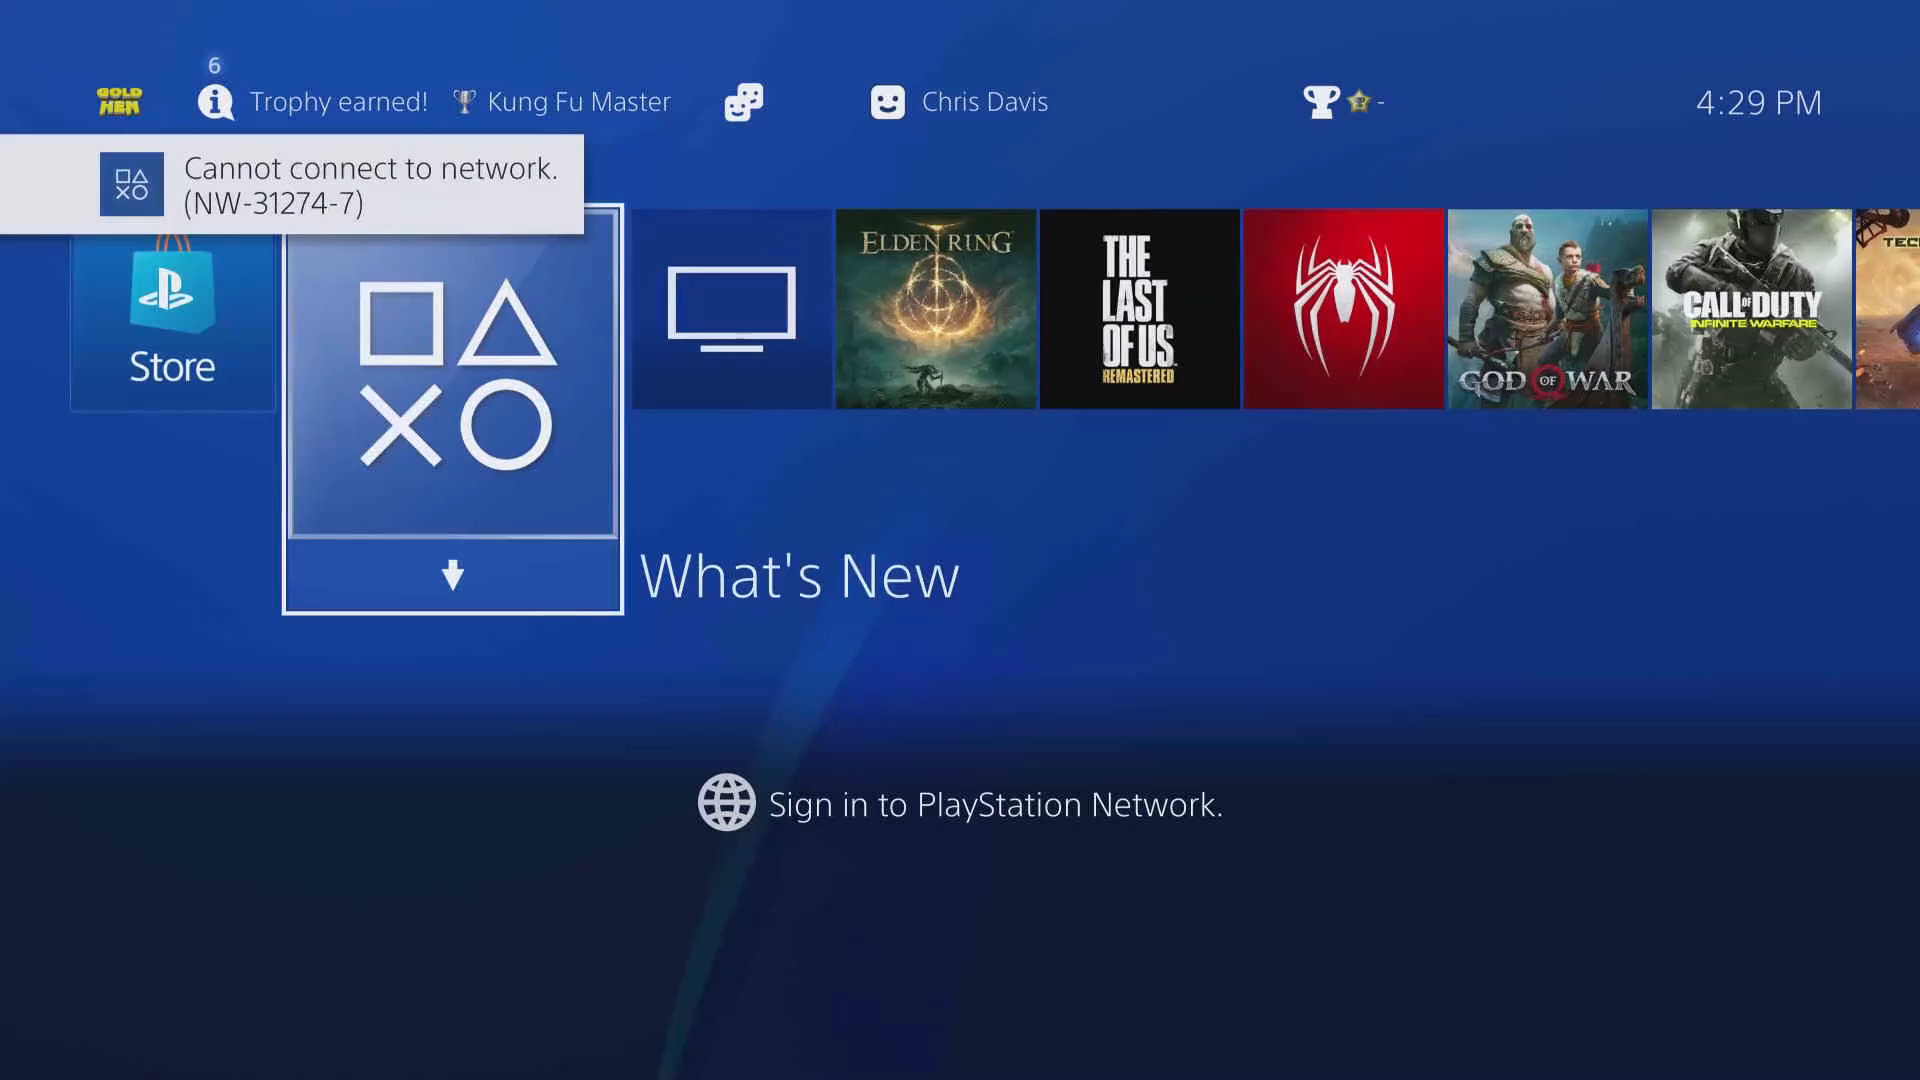 6
GOLD
HEN
Trophy earned!
Kung Fu Master
Chris Davis
-
4:29 PM
Cannot connect to network.
(NW-31274-7)
Store
ELDEN RING
THE
LAST
OF US
REMASTERED
GOD OF WAR
CALL OF DUTY
INFINITE WARFARE
TEC
What's New
Sign in to PlayStation Network.